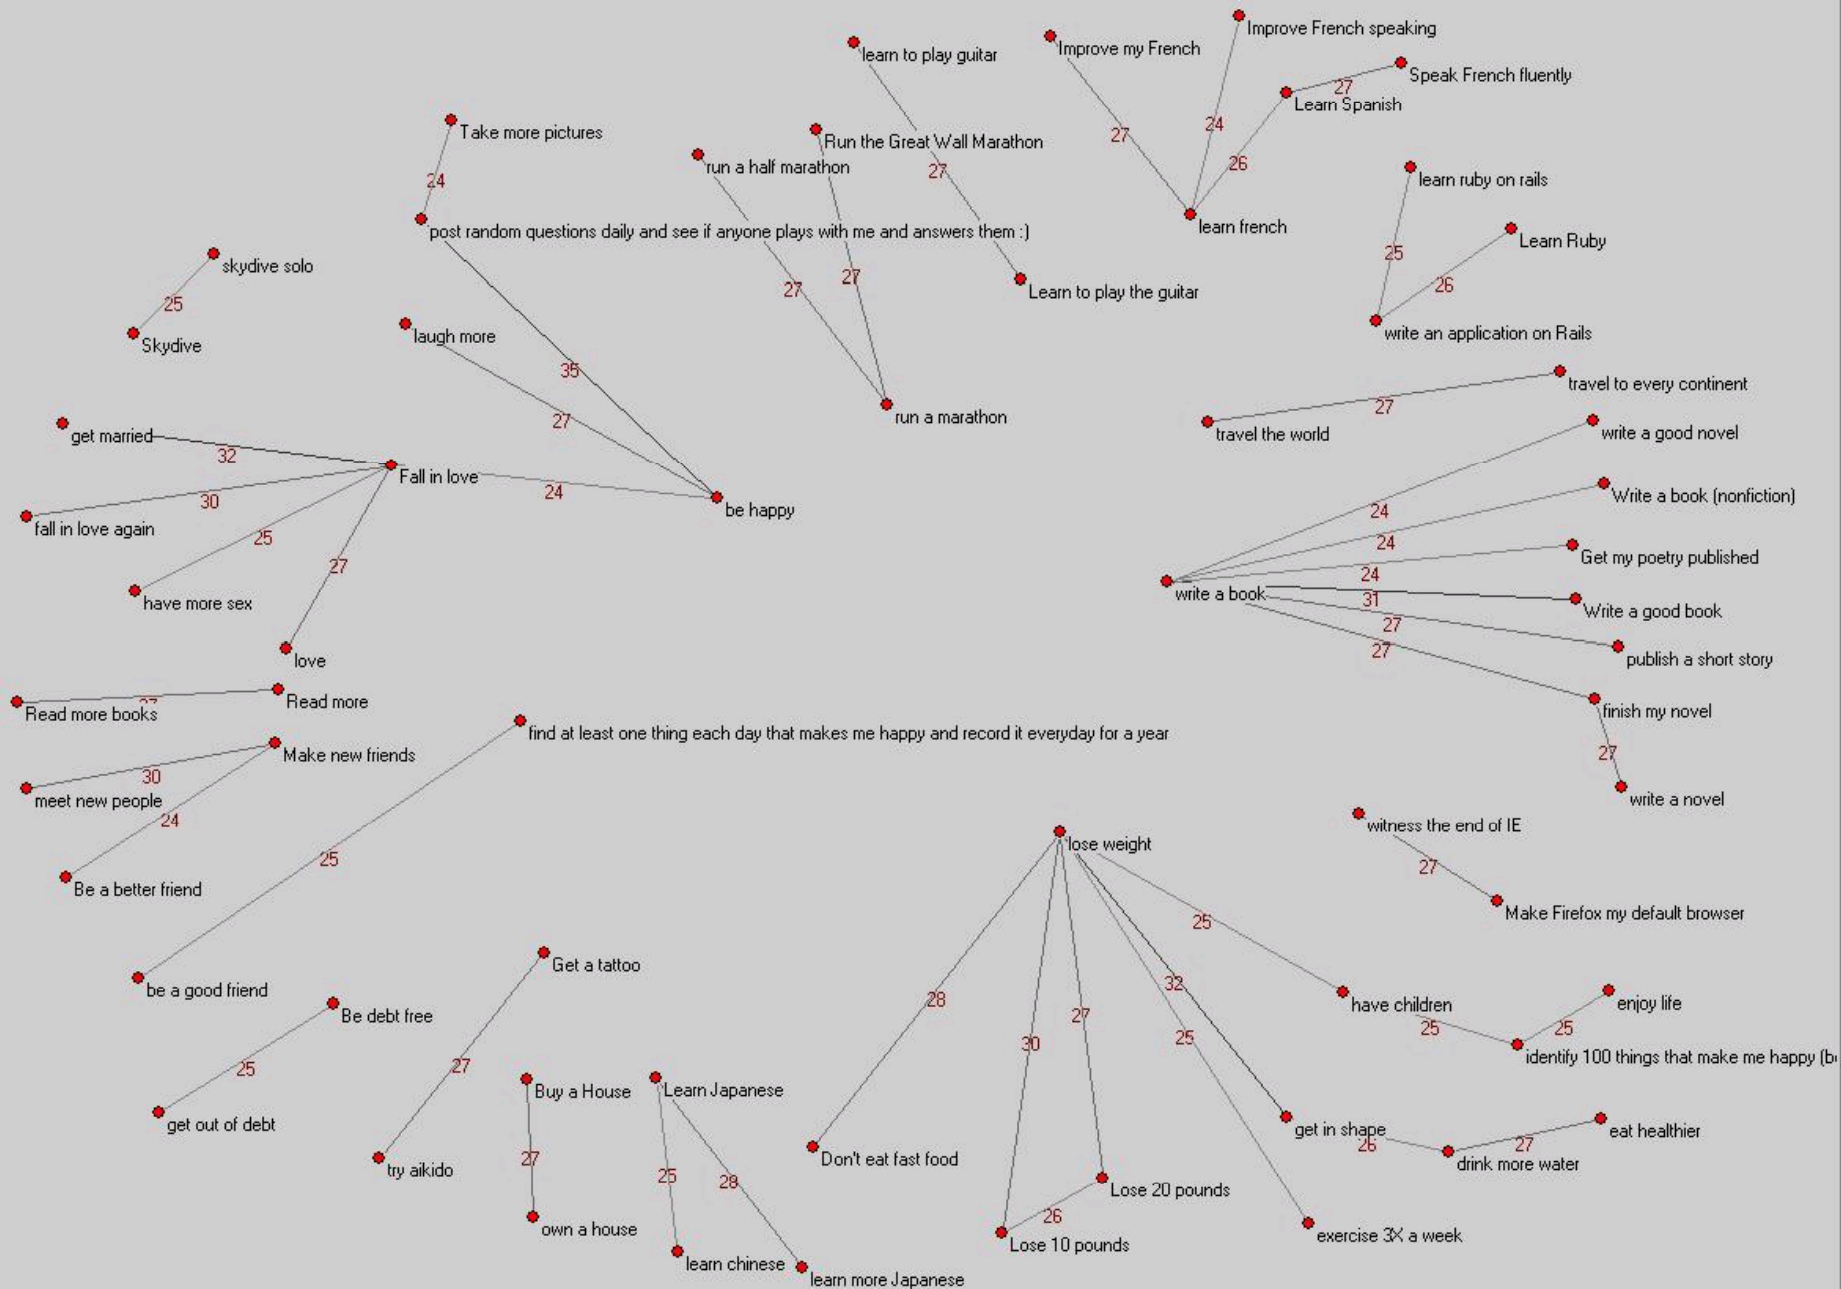 Improve French speaking
Improve my French
learn to play guitar
Speak French fluently
27
Learn Spanish
Take more pictures
24
27
Run the Great Wall Marathon
run a half marathon
27
26
24
learn ruby on rails
learn french
post random questions daily and see if anyone plays with me and answers them :)
Learn Ruby
25
26
skydive solo
25
27
27
Learn to play the guitar
Skydive
laugh more
write an application on Rails
35
travel to every continent
27
27
run a marathon
travel the world
write a good novel
get married
32
Fall in love
24
be happy
30
fall in love again
25
24
Write a book (nonfiction)
24
Get my poetry published
27
24
have more sex
write a book
31
Write a good book
27
27
publish a short story
love
Read more
Read more books
finish my novel
find at least one thing each day that makes me happy and record it everyday for a year
Make new friends
27
30
meet new people
write a novel
24
witness the end of IE
lose weight
25
27
Be a better friend
25
Make Firefox my default browser
Get a tattoo
be a good friend
32
28
have children
enjoy life
Be debt free
27
25
25
25
30
identify 100 things that make me happy (b
25
27
Buy a House
Learn Japanese
get out of debt
get in shape
26
27
eat healthier
27
try aikido
Don't eat fast food
drink more water
25
28
Lose 20 pounds
26
own a house
exercise 3X a week
Lose 10 pounds
learn chinese
learn more Japanese